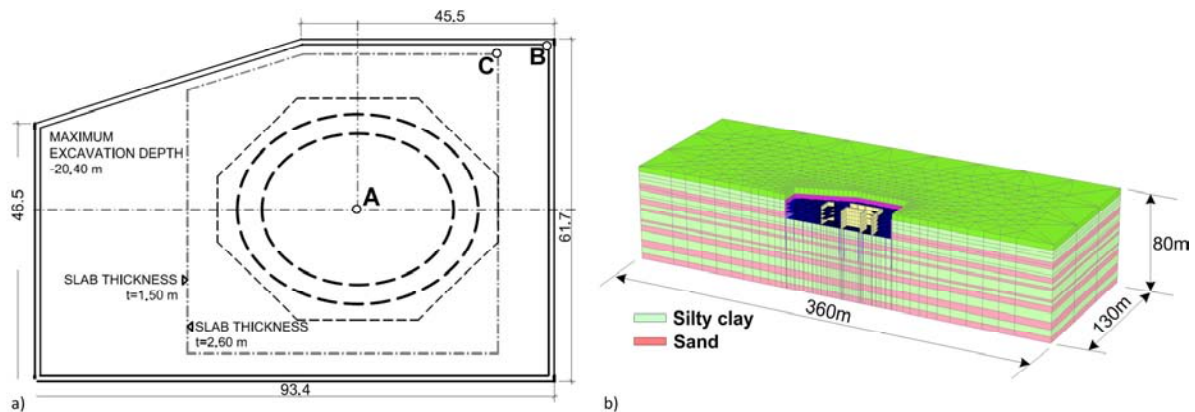 45.5
C
B
MAXIMUM
EXCAVATION DEPTH
-20,40 m
A
46.5
61.7
SLAB THICKNESS
t=1,50 m
SLAB THICKNESS
t=2,60 m
93.4
a)
80m
130m
360m
Silty clay
Sand
b)